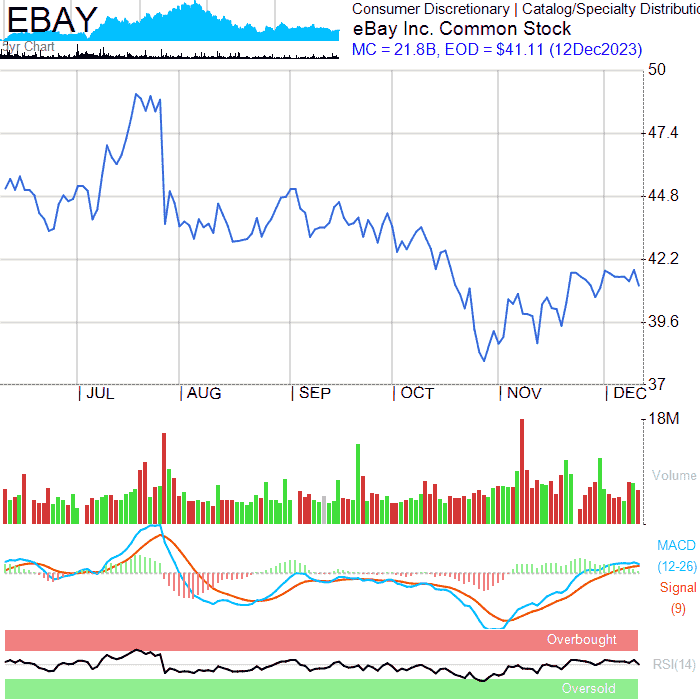 EBAY
5yr Chart
Consumer Discretionary | Catalog/Specialty Distributio
eBay Inc. Common Stock
MC = 21.8B, EOD = $41.11 (12Dec2023)
50
47.4
44.8
42.2
39.6
37
| JUL | AUG | SEP | OCT | NOV | DEC
18M
Volume
MACD
(12-26)
Signal
(9)
Overbought
RSI(14)
Oversold